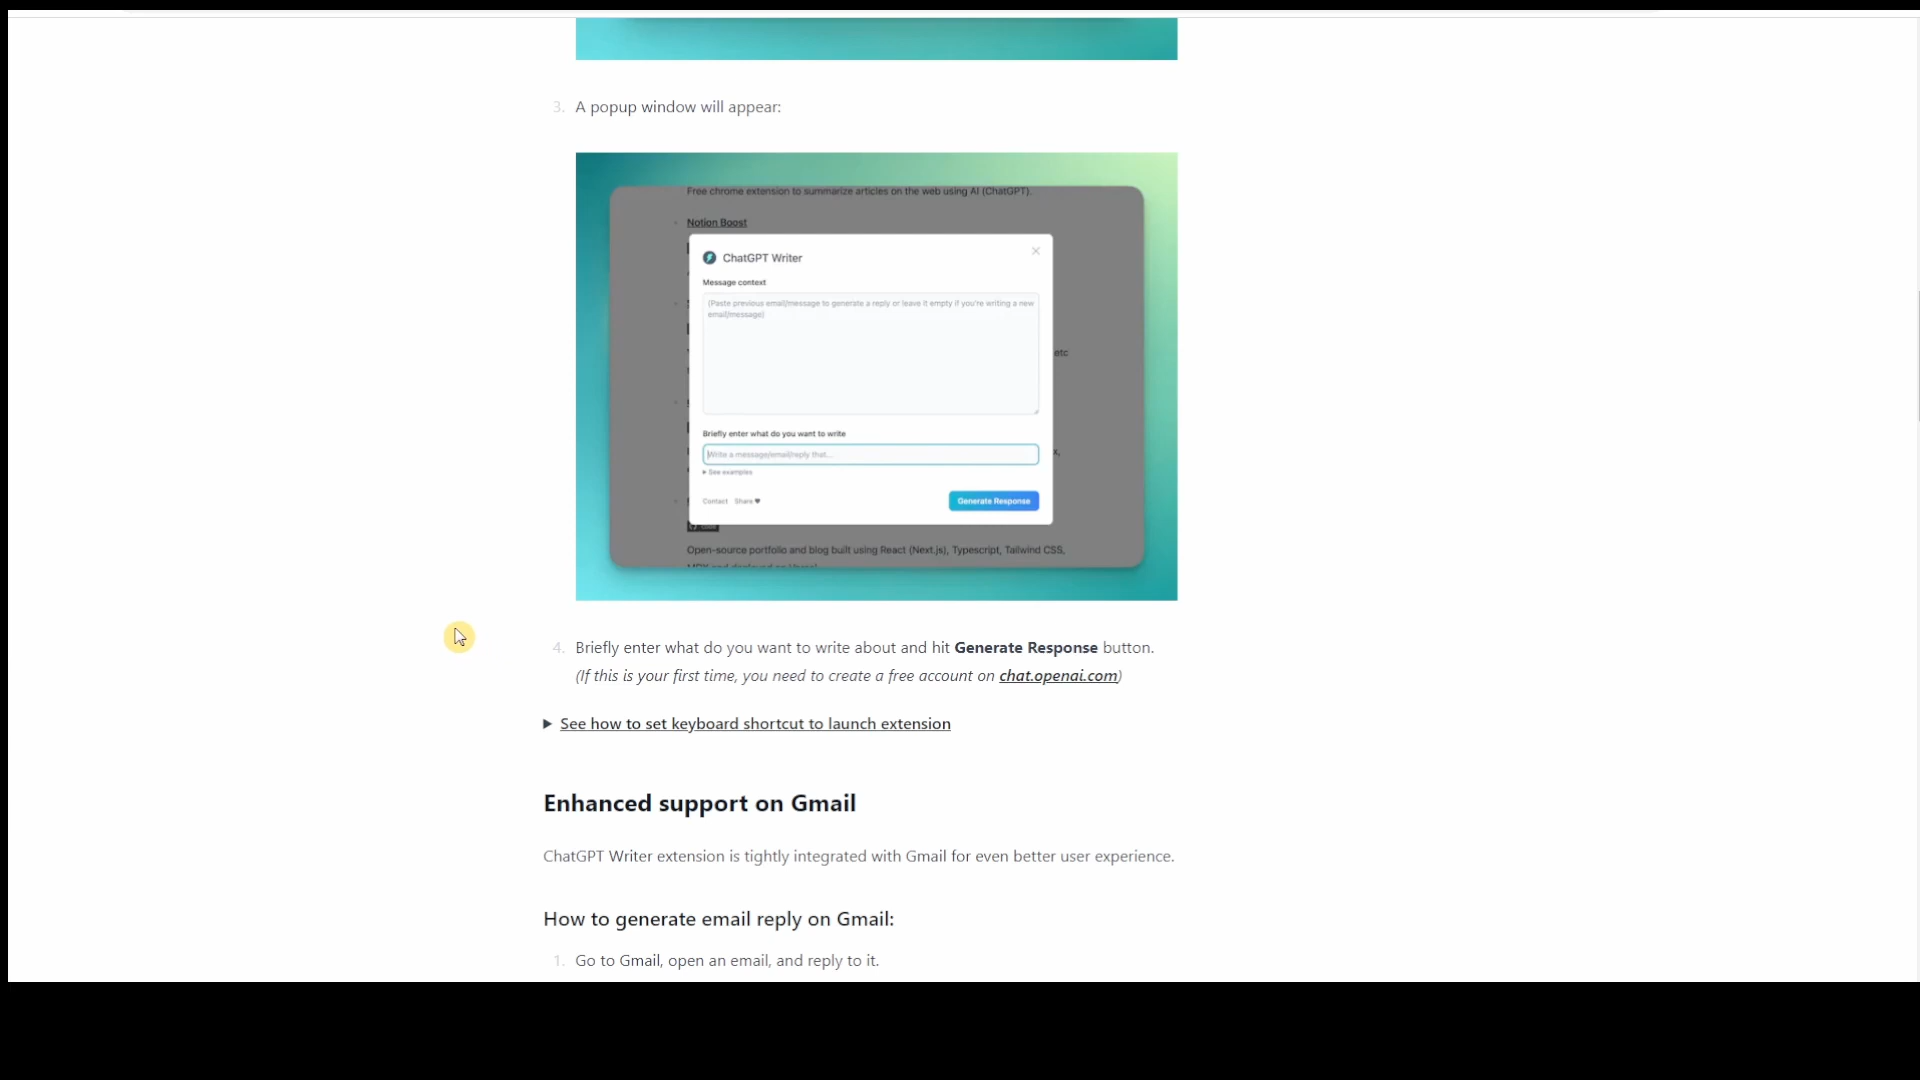 3. A popup window will appear:
Free chrome extension to summarize articles on the web using AI (ChatGPT).
Notion Boost
ChatGPT Writer
Message context
(Paste previous email/message to generate a reply or leave it empty if you're writing a new
email/message)
etc
Briefly enter what do you want to write
Write a message/email/reply that...
x,
▸ See examples
Contact Share ♥
Generate Response
Open-source portfolio and blog built using React (Next.js), Typescript, Tailwind CSS,
4. Briefly enter what do you want to write about and hit Generate Response button.
(If this is your first time, you need to create a free account on chat.openai.com)
▶ See how to set keyboard shortcut to launch extension
Enhanced support on Gmail
ChatGPT Writer extension is tightly integrated with Gmail for even better user experience.
How to generate email reply on Gmail:
1. Go to Gmail, open an email, and reply to it.